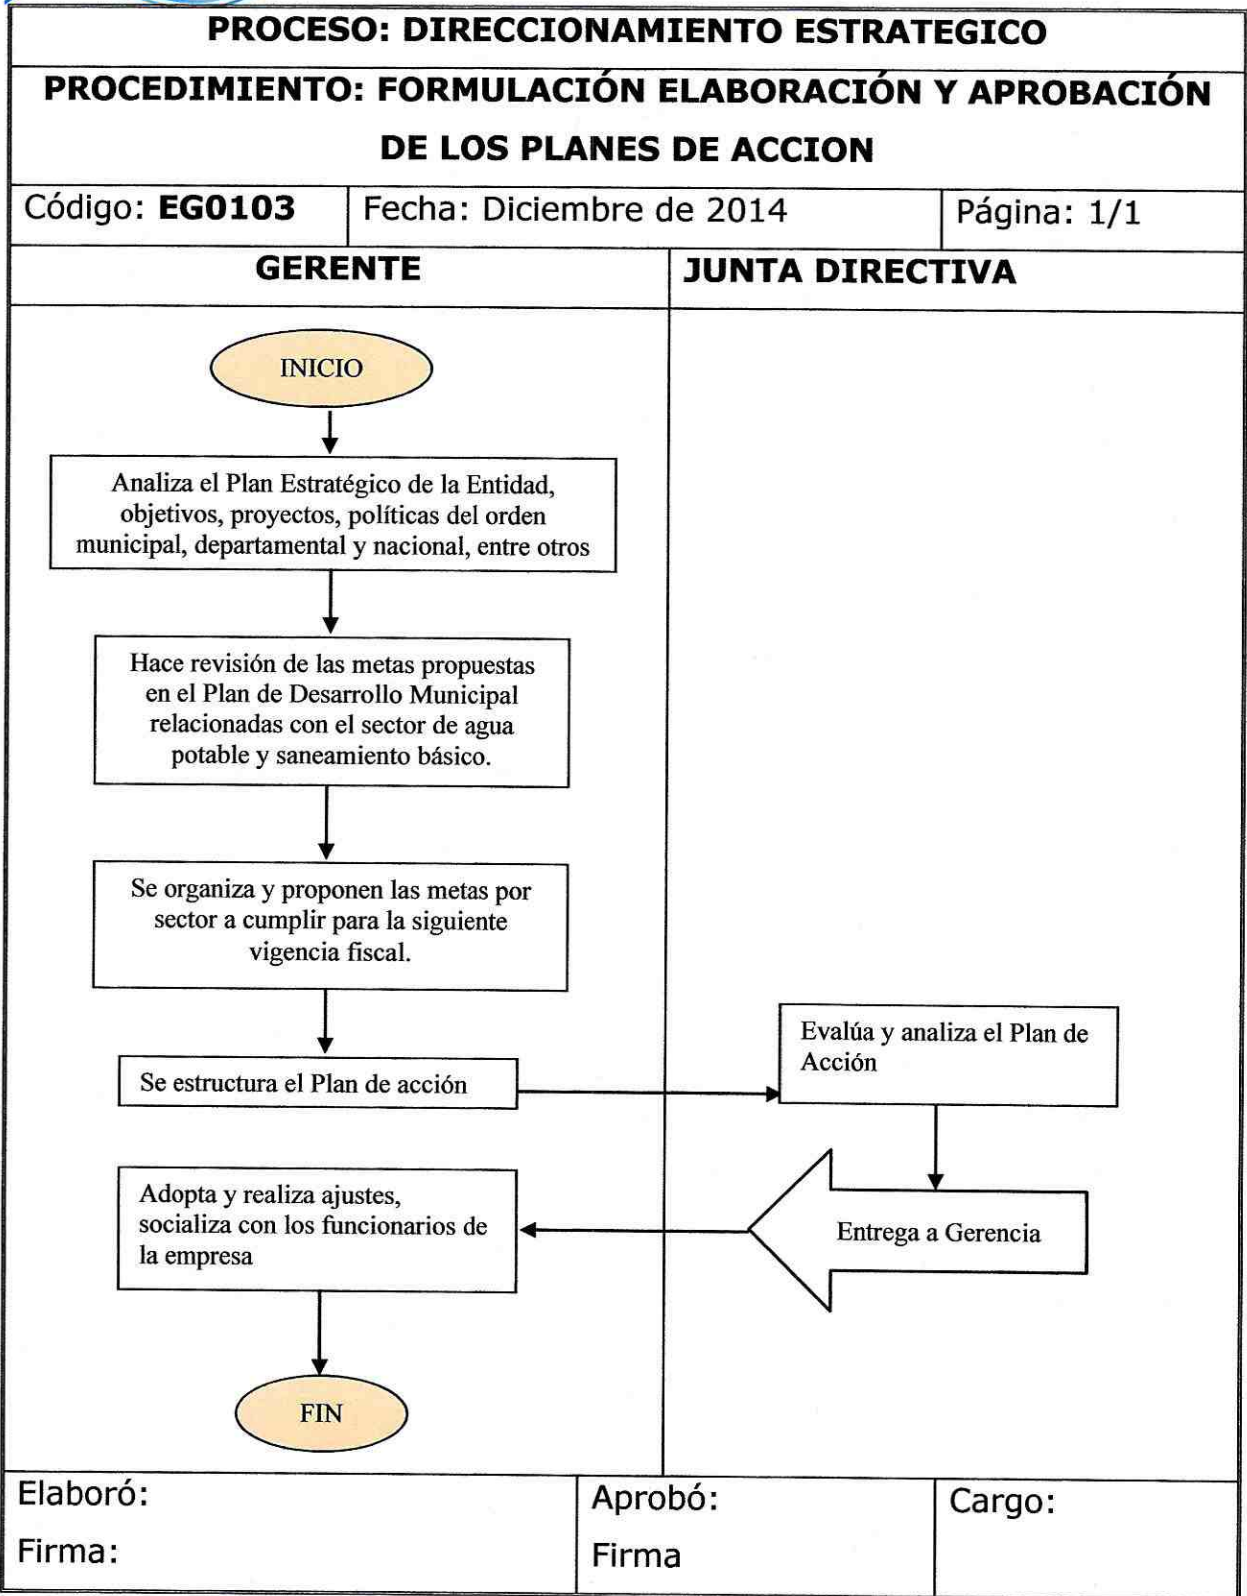 PROCESO: DIRECCIONAMIENTO ESTRATEGICO
PROCEDIMIENTO: FORMULACIÓN ELABORACIÓN Y APROBACIÓN
DE LOS PLANES DE ACCION
Código: EG0103
Fecha: Diciembre de 2014
Página: 1/1
GERENTE
JUNTA DIRECTIVA
INICIO
Analiza el Plan Estratégico de la Entidad,
objetivos, proyectos, políticas del orden
municipal, departamental y nacional, entre otros
Hace revisión de las metas propuestas
en el Plan de Desarrollo Municipal
relacionadas con el sector de agua
potable y saneamiento básico.
Se organiza y proponen las metas por
sector a cumplir para la siguiente
vigencia fiscal.
Se estructura el Plan de acción
Evalúa y analiza el Plan de
Acción
Entrega a Gerencia
Adopta y realiza ajustes,
socializa con los funcionarios de
la empresa
FIN
Elaboró:
Firma:
Aprobó:
Firma
Cargo: